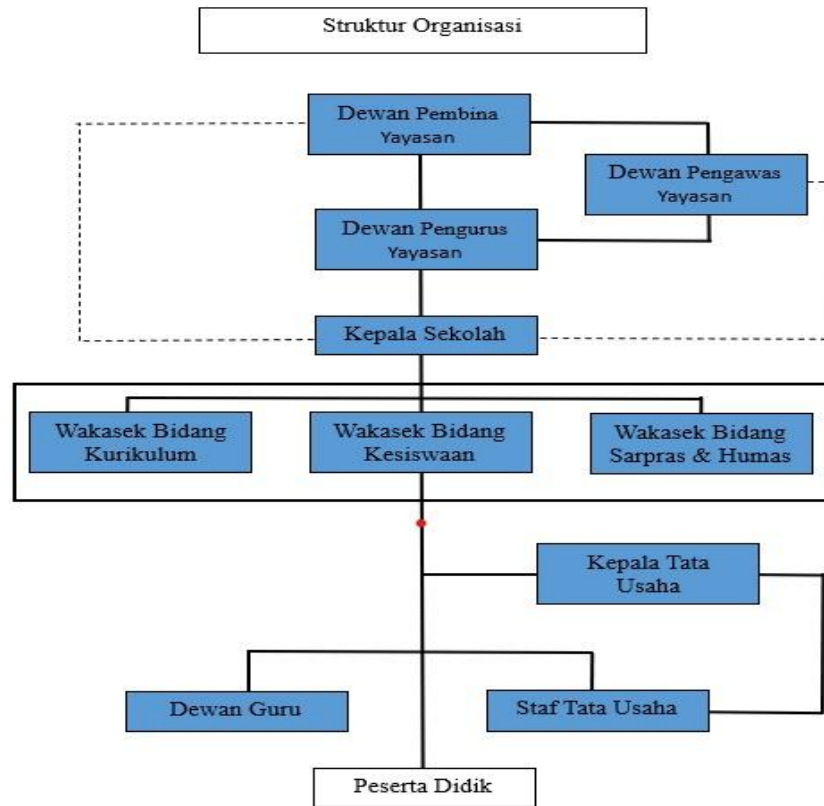 Struktur Organisasi
Dewan Pembina
Yayasan
Dewan Pengawas
Yayasan
Dewan Pengurus
Yayasan
Kepala Sekolah
Wakasek Bidang
Kurikulum
Wakasek Bidang
Kesiswaan
Wakasek Bidang
Sarpras & Humas
Kepala Tata
Usaha
Dewan Guru
Staf Tata Usaha
Peserta Didik